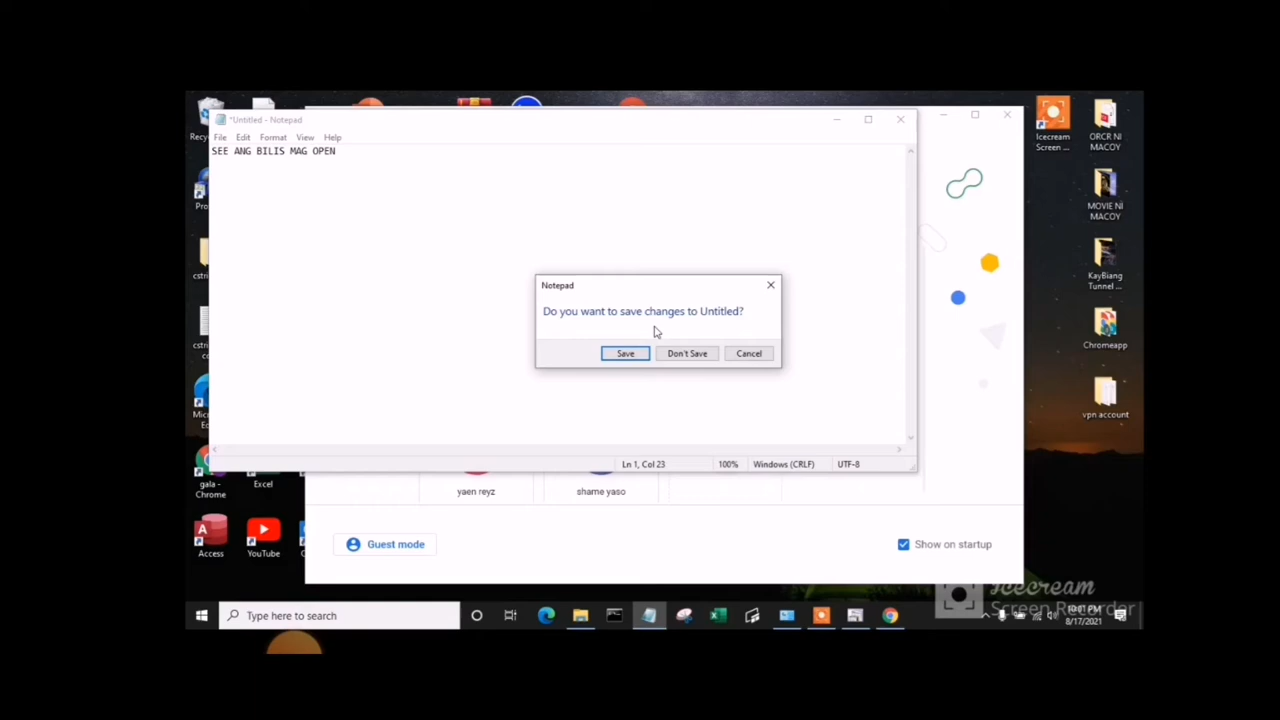 *Untitled - Notepad
File Edit Format View Help
SEE ANG BILIS MAG OPEN
Notepad
Do you want to save changes to Untitled?
Save Don't Save Cancel
Ln 1, Col 23 100% Windows (CRLF) UTF-8
yaen reyz shame yaso
Guest mode
Show on startup
Icecream
Screen ...
ORCR NI
MACOY
MOVIE NI
MACOY
KayBiang
Tunnel ...
Chromeapp
vpn account
gala -
Chrome
Excel
Access
YouTube
Icecream
Screen Recorder
Type here to search
10:01 PM
8/17/2021